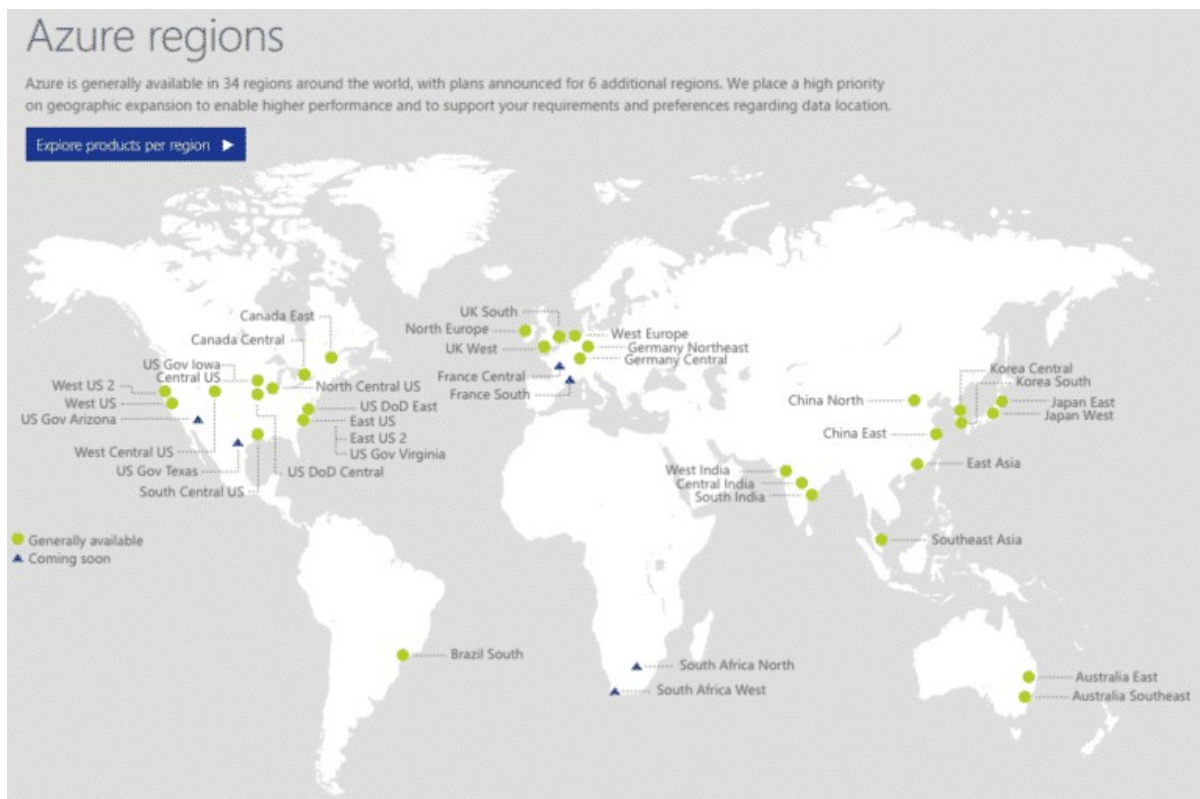 Azure regions
Azure is generally available in 34 regions around the world, with plans announced for 6 additional regions. We place a high priority
on geographic expansion to enable higher performance and to support your requirements and preferences regarding data location.
Explore products per region
Canada East
Canada Central
US Gov Iowa
Central US
North Central US
West US 2
West US
US Gov Arizona
US DoD East
East US
East US 2
US Gov Virginia
West Central US
US Gov Texas
US DoD Central
South Central US
UK South
North Europe
UK West
West Europe
Germany Northeast
Germany Central
France Central
France South
Korea Central
Korea South
China North
Japan East
Japan West
China East
East Asia
West India
Central India
South India
Southeast Asia
Generally available
Coming soon
Brazil South
South Africa North
South Africa West
Australia East
Australia Southeast